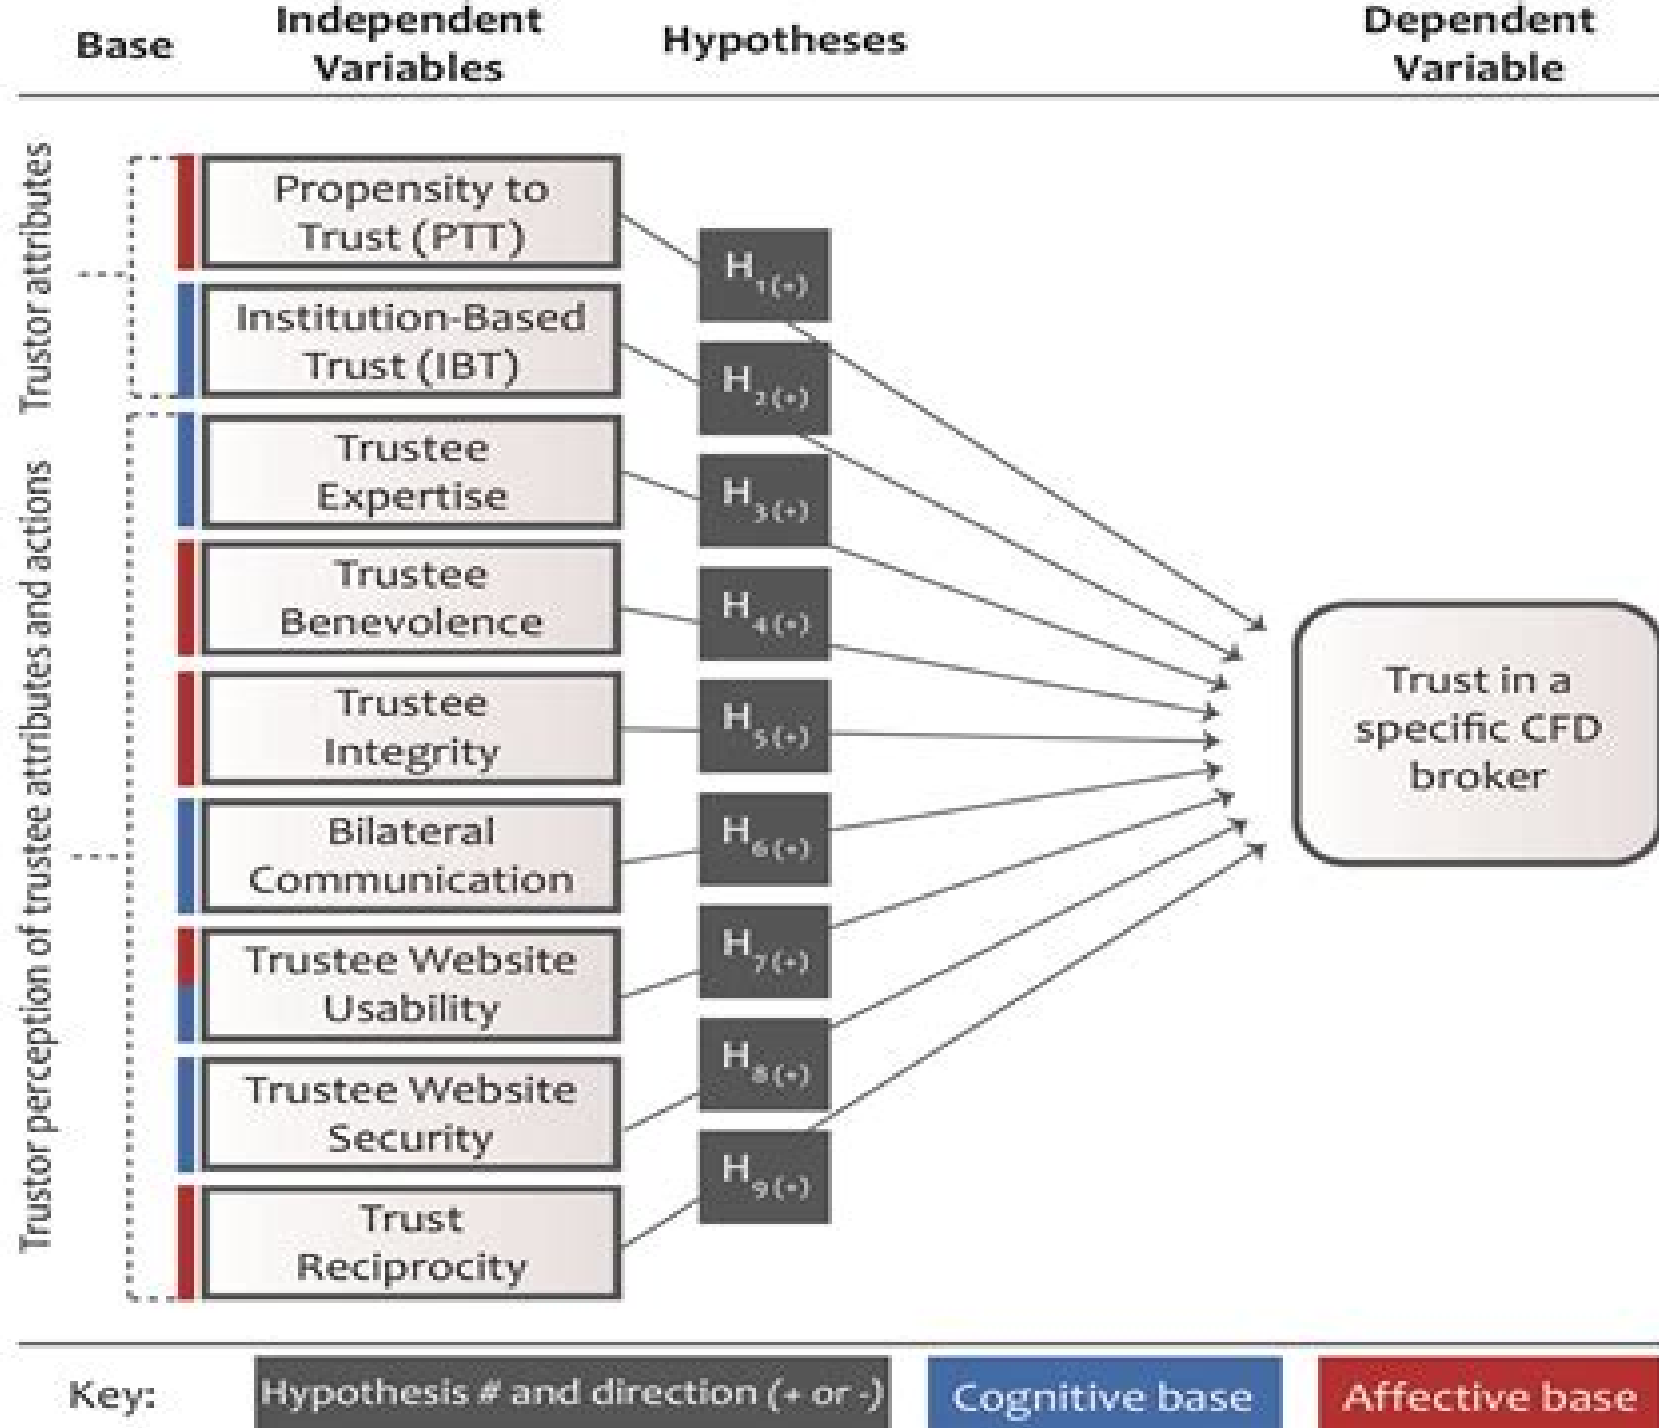 Base
Independent
Variables
Hypotheses
Dependent
Variable
Trustor attributes
Trustor perception of trustee attributes and actions
Propensity to
Trust (PTT)
Institution-Based
Trust (IBT)
Trustee
Expertise
Trustee
Benevolence
Trustee
Integrity
Bilateral
Communication
Trustee Website
Usability
Trustee Website
Security
Trust
Reciprocity
H1(+)
H2(+)
H3(+)
H4(+)
H5(+)
H6(+)
H7(+)
H8(+)
H9(+)
Trust in a
specific CFD
broker
Key:
Hypothesis # and direction (+ or -)
Cognitive base
Affective base